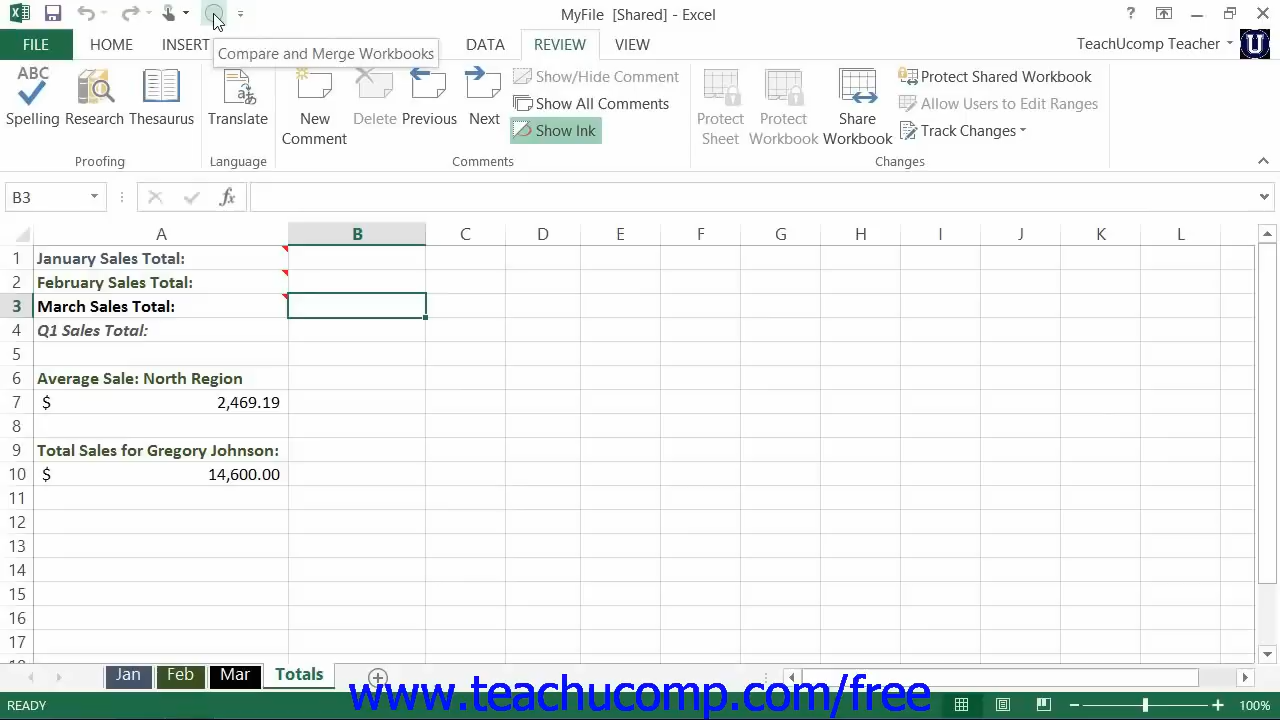 MyFile [Shared] - Excel
?
FILE HOME INSERT DATA REVIEW VIEW TeachUcomp Teacher U
Compare and Merge Workbooks
ABC
Spelling Research Thesaurus Translate New Comment Delete Previous Next
Show/Hide Comment
Show All Comments
Show Ink
Protect Sheet Protect Workbook Share Workbook
Protect Shared Workbook
Allow Users to Edit Ranges
Track Changes
Proofing Language Comments Changes
B3 fx
A B C D E F G H I J K L
1 January Sales Total:
2 February Sales Total:
3 March Sales Total:
4 Q1 Sales Total:
5
6 Average Sale: North Region
7 $ 2,469.19
8
9 Total Sales for Gregory Johnson:
10 $ 14,600.00
11
12
13
14
15
16
17
Jan Feb Mar Totals
www.teachucomp.com/free
READY 100%